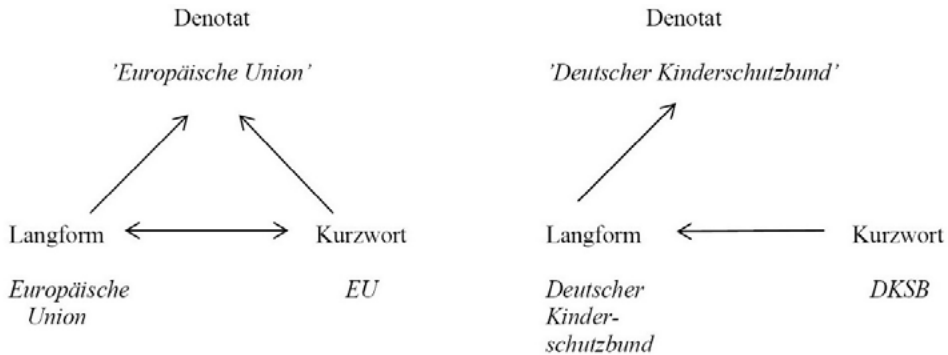 Denotat
’Europäische Union’
Langform
Kurzwort
Europäische
Union
EU
Denotat
’Deutscher Kinderschutzbund’
Langform
Kurzwort
Deutscher
Kinder-
schutzbund
DKSB